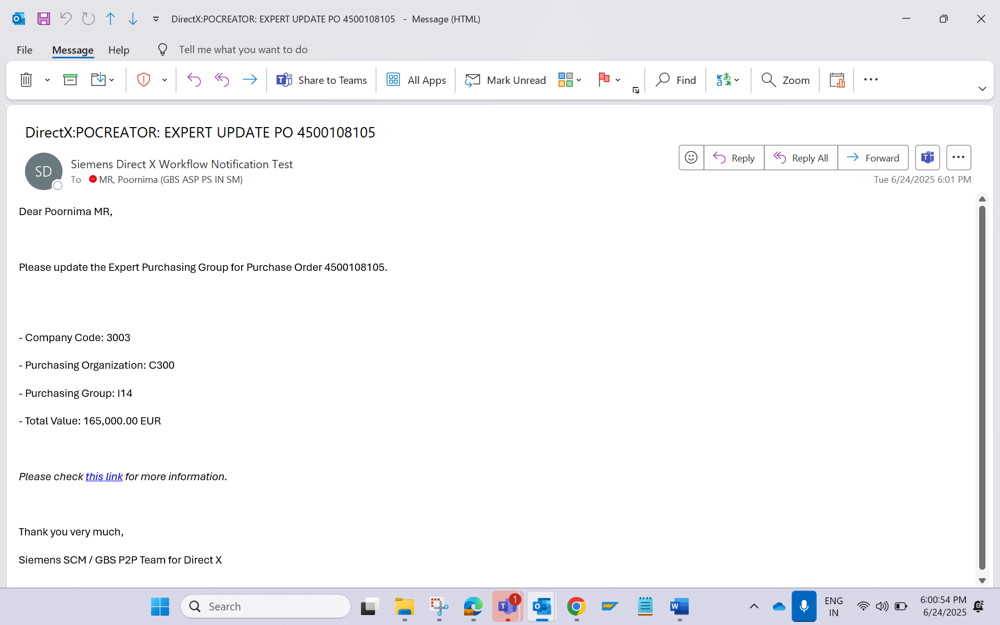 DirectX:POCREATOR: EXPERT UPDATE PO 4500108105 - Message (HTML)
File Message Help Tell me what you want to do
Share to Teams All Apps Mark Unread Find Zoom
DirectX:POCREATOR: EXPERT UPDATE PO 4500108105
SD
Siemens Direct X Workflow Notification Test
To MR, Poornima (GBS ASP PS IN SM)
Reply Reply All Forward
Tue 6/24/2025 6:01 PM
Dear Poornima MR,
Please update the Expert Purchasing Group for Purchase Order 4500108105.
- Company Code: 3003
- Purchasing Organization: C300
- Purchasing Group: I14
- Total Value: 165,000.00 EUR
Please check this link for more information.
Thank you very much,
Siemens SCM / GBS P2P Team for Direct X
Search
1
ENG
IN
6:00:54 PM
6/24/2025